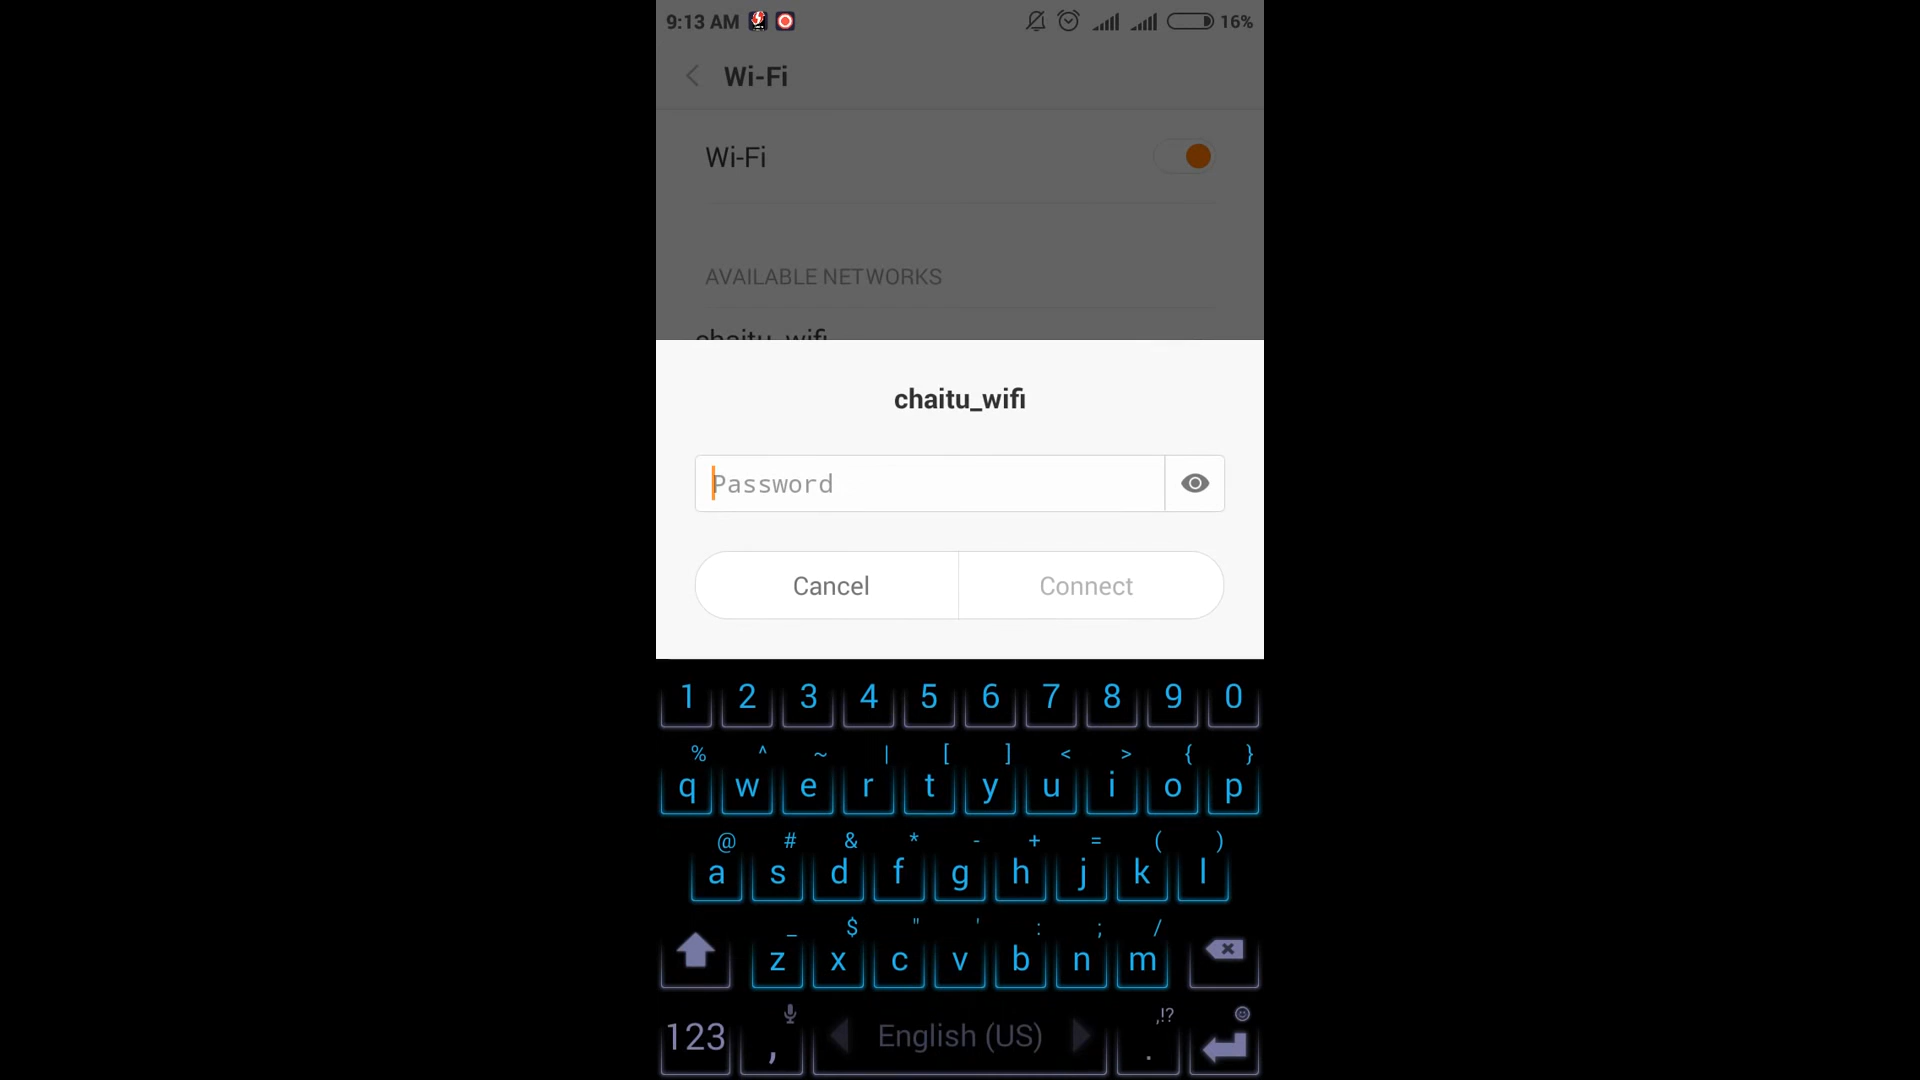 9:13 AM 16%
Wi-Fi
Wi-Fi
AVAILABLE NETWORKS
chaitu_wifi
chaitu_wifi
Password
Cancel Connect
1 2 3 4 5 6 7 8 9 0
% ^ ~ | [ ] < > { }
q w e r t y u i o p
@ # & * - + = ( )
a s d f g h j k l
_ $ " ' : ; /
z x c v b n m
,!?
123 , English (US) .